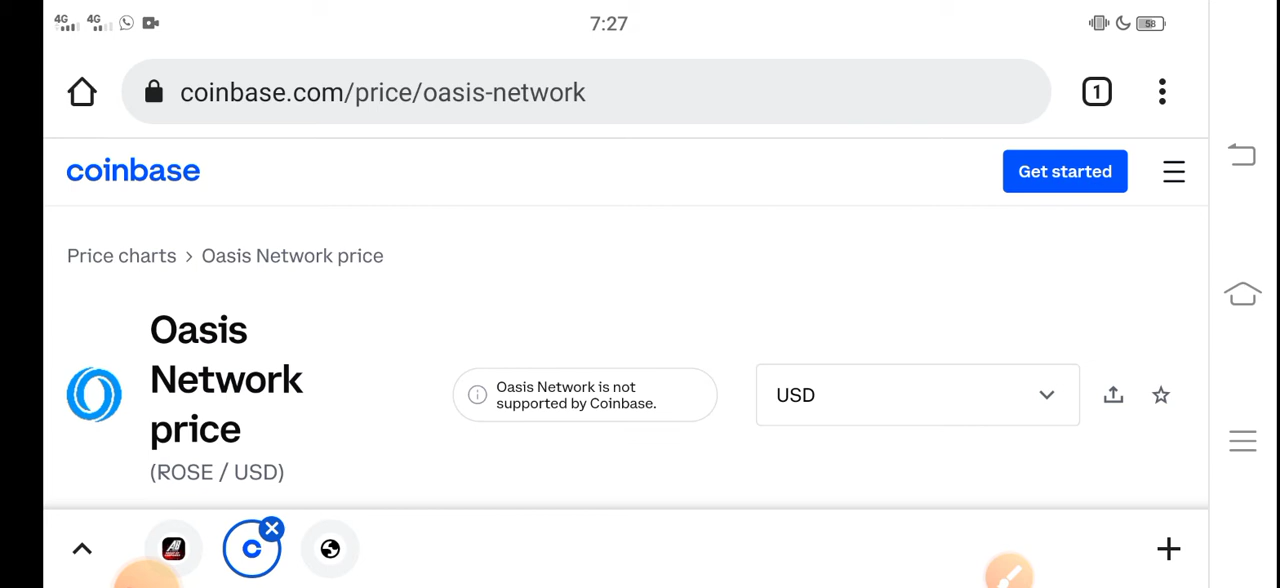 4G 4G 7:27 58
coinbase.com/price/oasis-network 1
coinbase Get started
Price charts > Oasis Network price
Oasis
Network
price
(ROSE / USD)
Oasis Network is not
supported by Coinbase.
USD